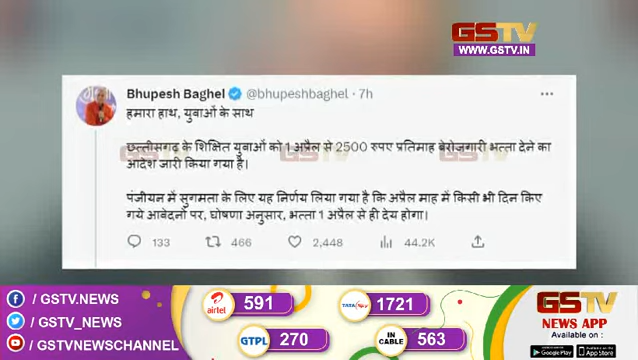 GSTV
WWW.GSTV.IN
Bhupesh Baghel @bhupeshbaghel · 7h
हमारा हाथ, युवाओं के साथ
छत्तीसगढ़ के शिक्षित युवाओं को 1 अप्रैल से 2500 रुपए प्रतिमाह बेरोजगारी भत्ता देने का
आदेश जारी किया गया है।
पंजीयन में सुगमता के लिए यह निर्णय लिया गया है कि अप्रैल माह में किसी भी दिन किए
गये आबेदनों पर, घोषणा अनुसार, भत्ता 1 अप्रैल से ही देय होगा।
133 466 2,448 44.2K
/ GSTV.NEWS
/ GSTV_NEWS
/ GSTVNEWSCHANNEL
airtel 591
TATA Play 1721
GTPL 270
IN CABLE 563
GSTV
NEWS APP
Available on :
Google Play
App Store